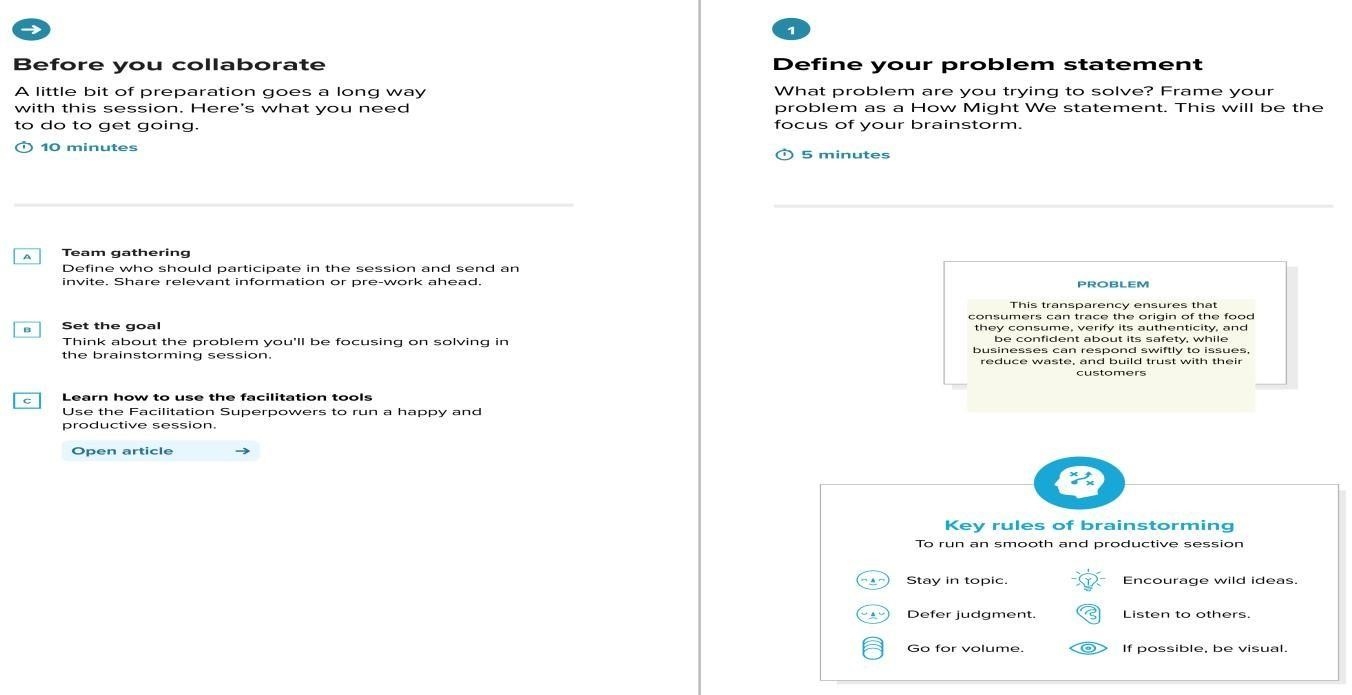 Before you collaborate
A little bit of preparation goes a long way
with this session. Here's what you need
to do to get going.
10 minutes
A
Team gathering
Define who should participate in the session and send an
invite. Share relevant information or pre-work ahead.
B
Set the goal
Think about the problem you'll be focusing on solving in
the brainstorming session.
C
Learn how to use the facilitation tools
Use the Facilitation Superpowers to run a happy and
productive session.
Open article
1
Define your problem statement
What problem are you trying to solve? Frame your
problem as a How Might We statement. This will be the
focus of your brainstorm.
5 minutes
PROBLEM
This transparency ensures that
consumers can trace the origin of the food
they consume, verify its authenticity, and
be confident about its safety, while
businesses can respond swiftly to issues,
reduce waste, and build trust with their
customers
Key rules of brainstorming
To run an smooth and productive session
Stay in topic.
Encourage wild ideas.
Defer judgment.
Listen to others.
Go for volume.
If possible, be visual.